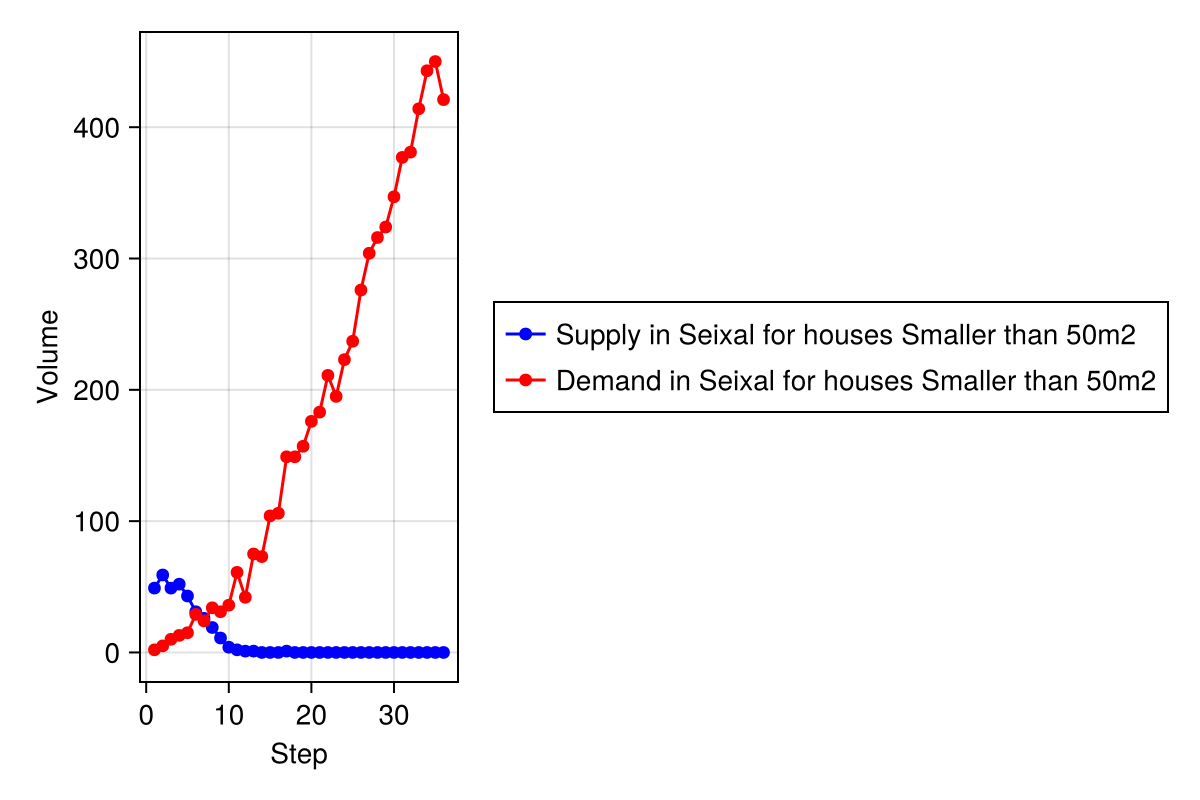 400
300
200
100
0
Volume
0 10 20 30
Step
Supply in Seixal for houses Smaller than 50m2
Demand in Seixal for houses Smaller than 50m2